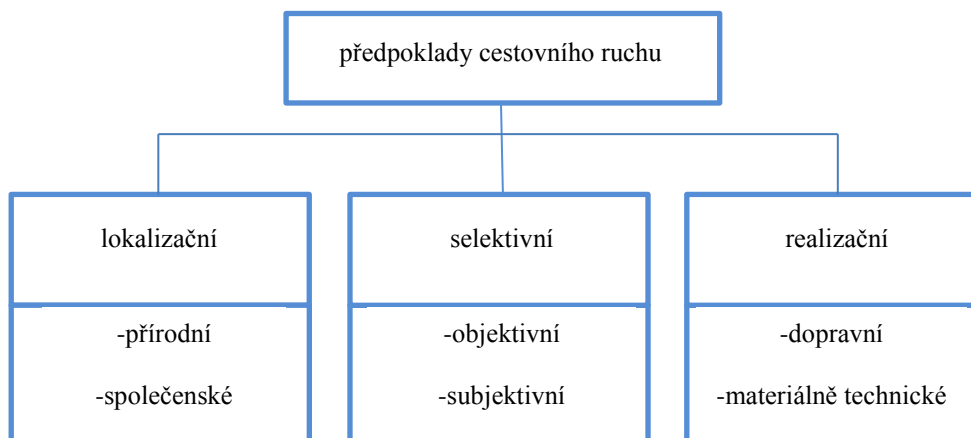 předpoklady cestovního ruchu
lokalizační
-přírodní
-společenské
selektivní
-objektivní
-subjektivní
realizační
-dopravní
-materiálně technické